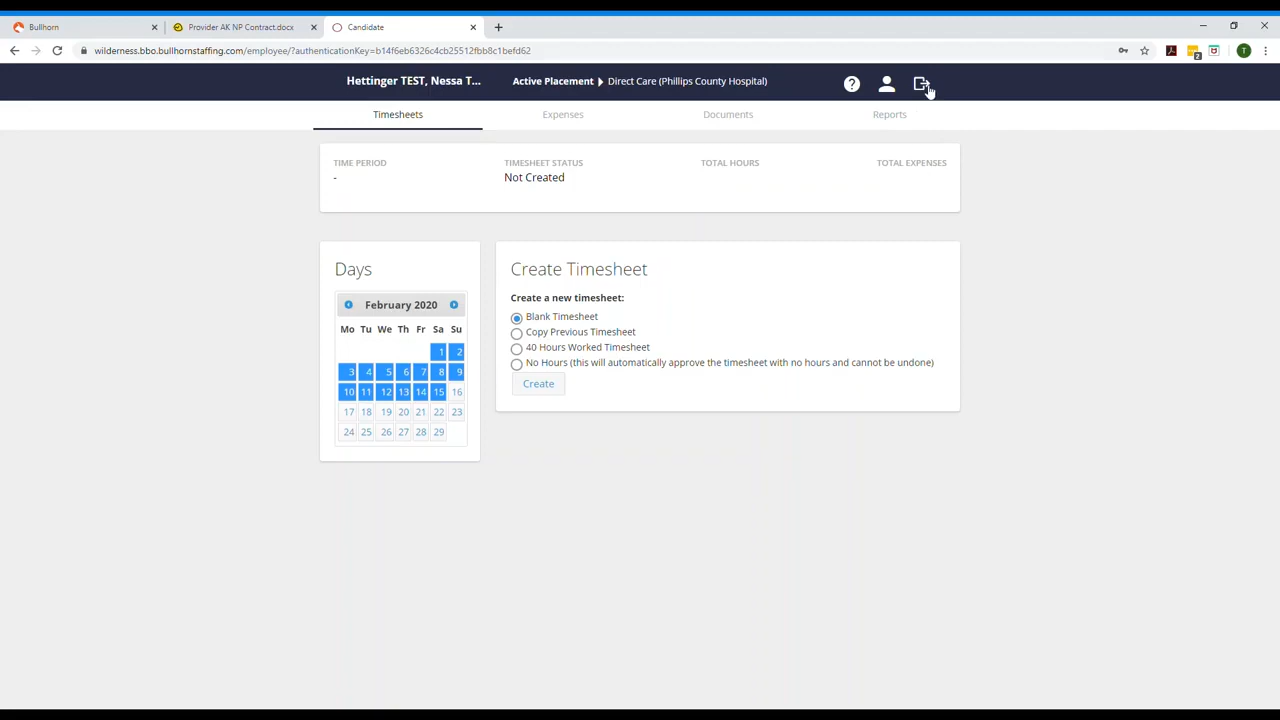 Bullhorn
Provider AK NP Contract.docx
Candidate
wilderness.bbo.bullhornstaffing.com/employee/?authenticationKey=b14f6eb6326c4cb25512fbb8c1befd62
2
T
Hettinger TEST, Nessa T...
Active Placement
Direct Care (Phillips County Hospital)
Timesheets
Expenses
Documents
Reports
TIME PERIOD
TIMESHEET STATUS
TOTAL HOURS
TOTAL EXPENSES
-
Not Created
Days
February 2020
Mo Tu We Th Fr Sa Su
1 2
3 4 5 6 7 8 9
10 11 12 13 14 15 16
17 18 19 20 21 22 23
24 25 26 27 28 29
Create Timesheet
Create a new timesheet:
Blank Timesheet
Copy Previous Timesheet
40 Hours Worked Timesheet
No Hours (this will automatically approve the timesheet with no hours and cannot be undone)
Create